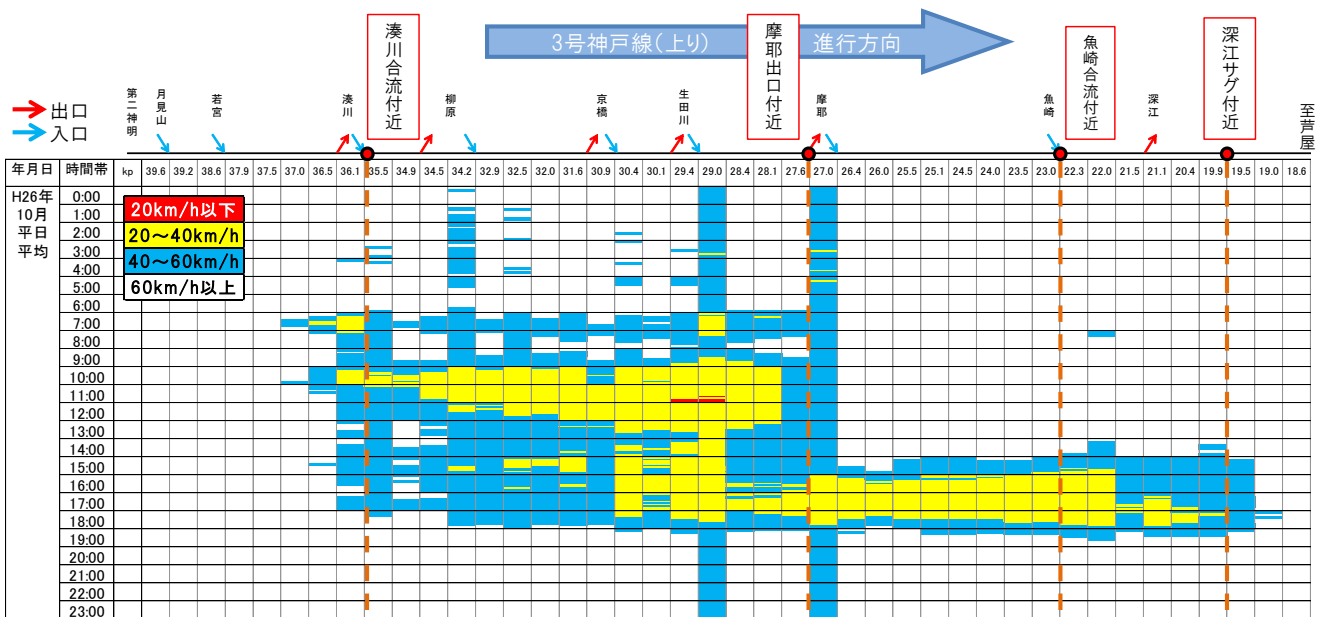 3号神戸線(上り)
進行方向
湊川合流付近
摩耶出口付近
魚崎合流付近
深江サグ付近
出口
入口
第二神明
月見山
若宮
湊川
柳原
京橋
生田川
摩耶
魚崎
深江
至芦屋
年月日 時間帯 kp 39.6 39.2 38.6 37.9 37.5 37.0 36.5 36.1 35.5 34.9 34.5 34.2 32.9 32.5 32.0 31.6 30.9 30.4 30.1 29.4 29.0 28.4 28.1 27.6 27.0 26.4 26.0 25.5 25.1 24.5 24.0 23.5 23.0 22.3 22.0 21.5 21.1 20.4 19.9 19.5 19.0 18.6
H26年
10月
平日
平均
0:00
1:00
2:00
3:00
4:00
5:00
6:00
7:00
8:00
9:00
10:00
11:00
12:00
13:00
14:00
15:00
16:00
17:00
18:00
19:00
20:00
21:00
22:00
23:00
20km/h以下
20～40km/h
40～60km/h
60km/h以上